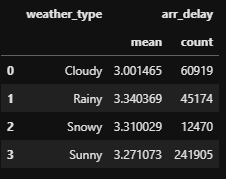 weather_type arr_delay
mean count
0 Cloudy 3.001465 60919
1 Rainy 3.340369 45174
2 Snowy 3.310029 12470
3 Sunny 3.271073 241905